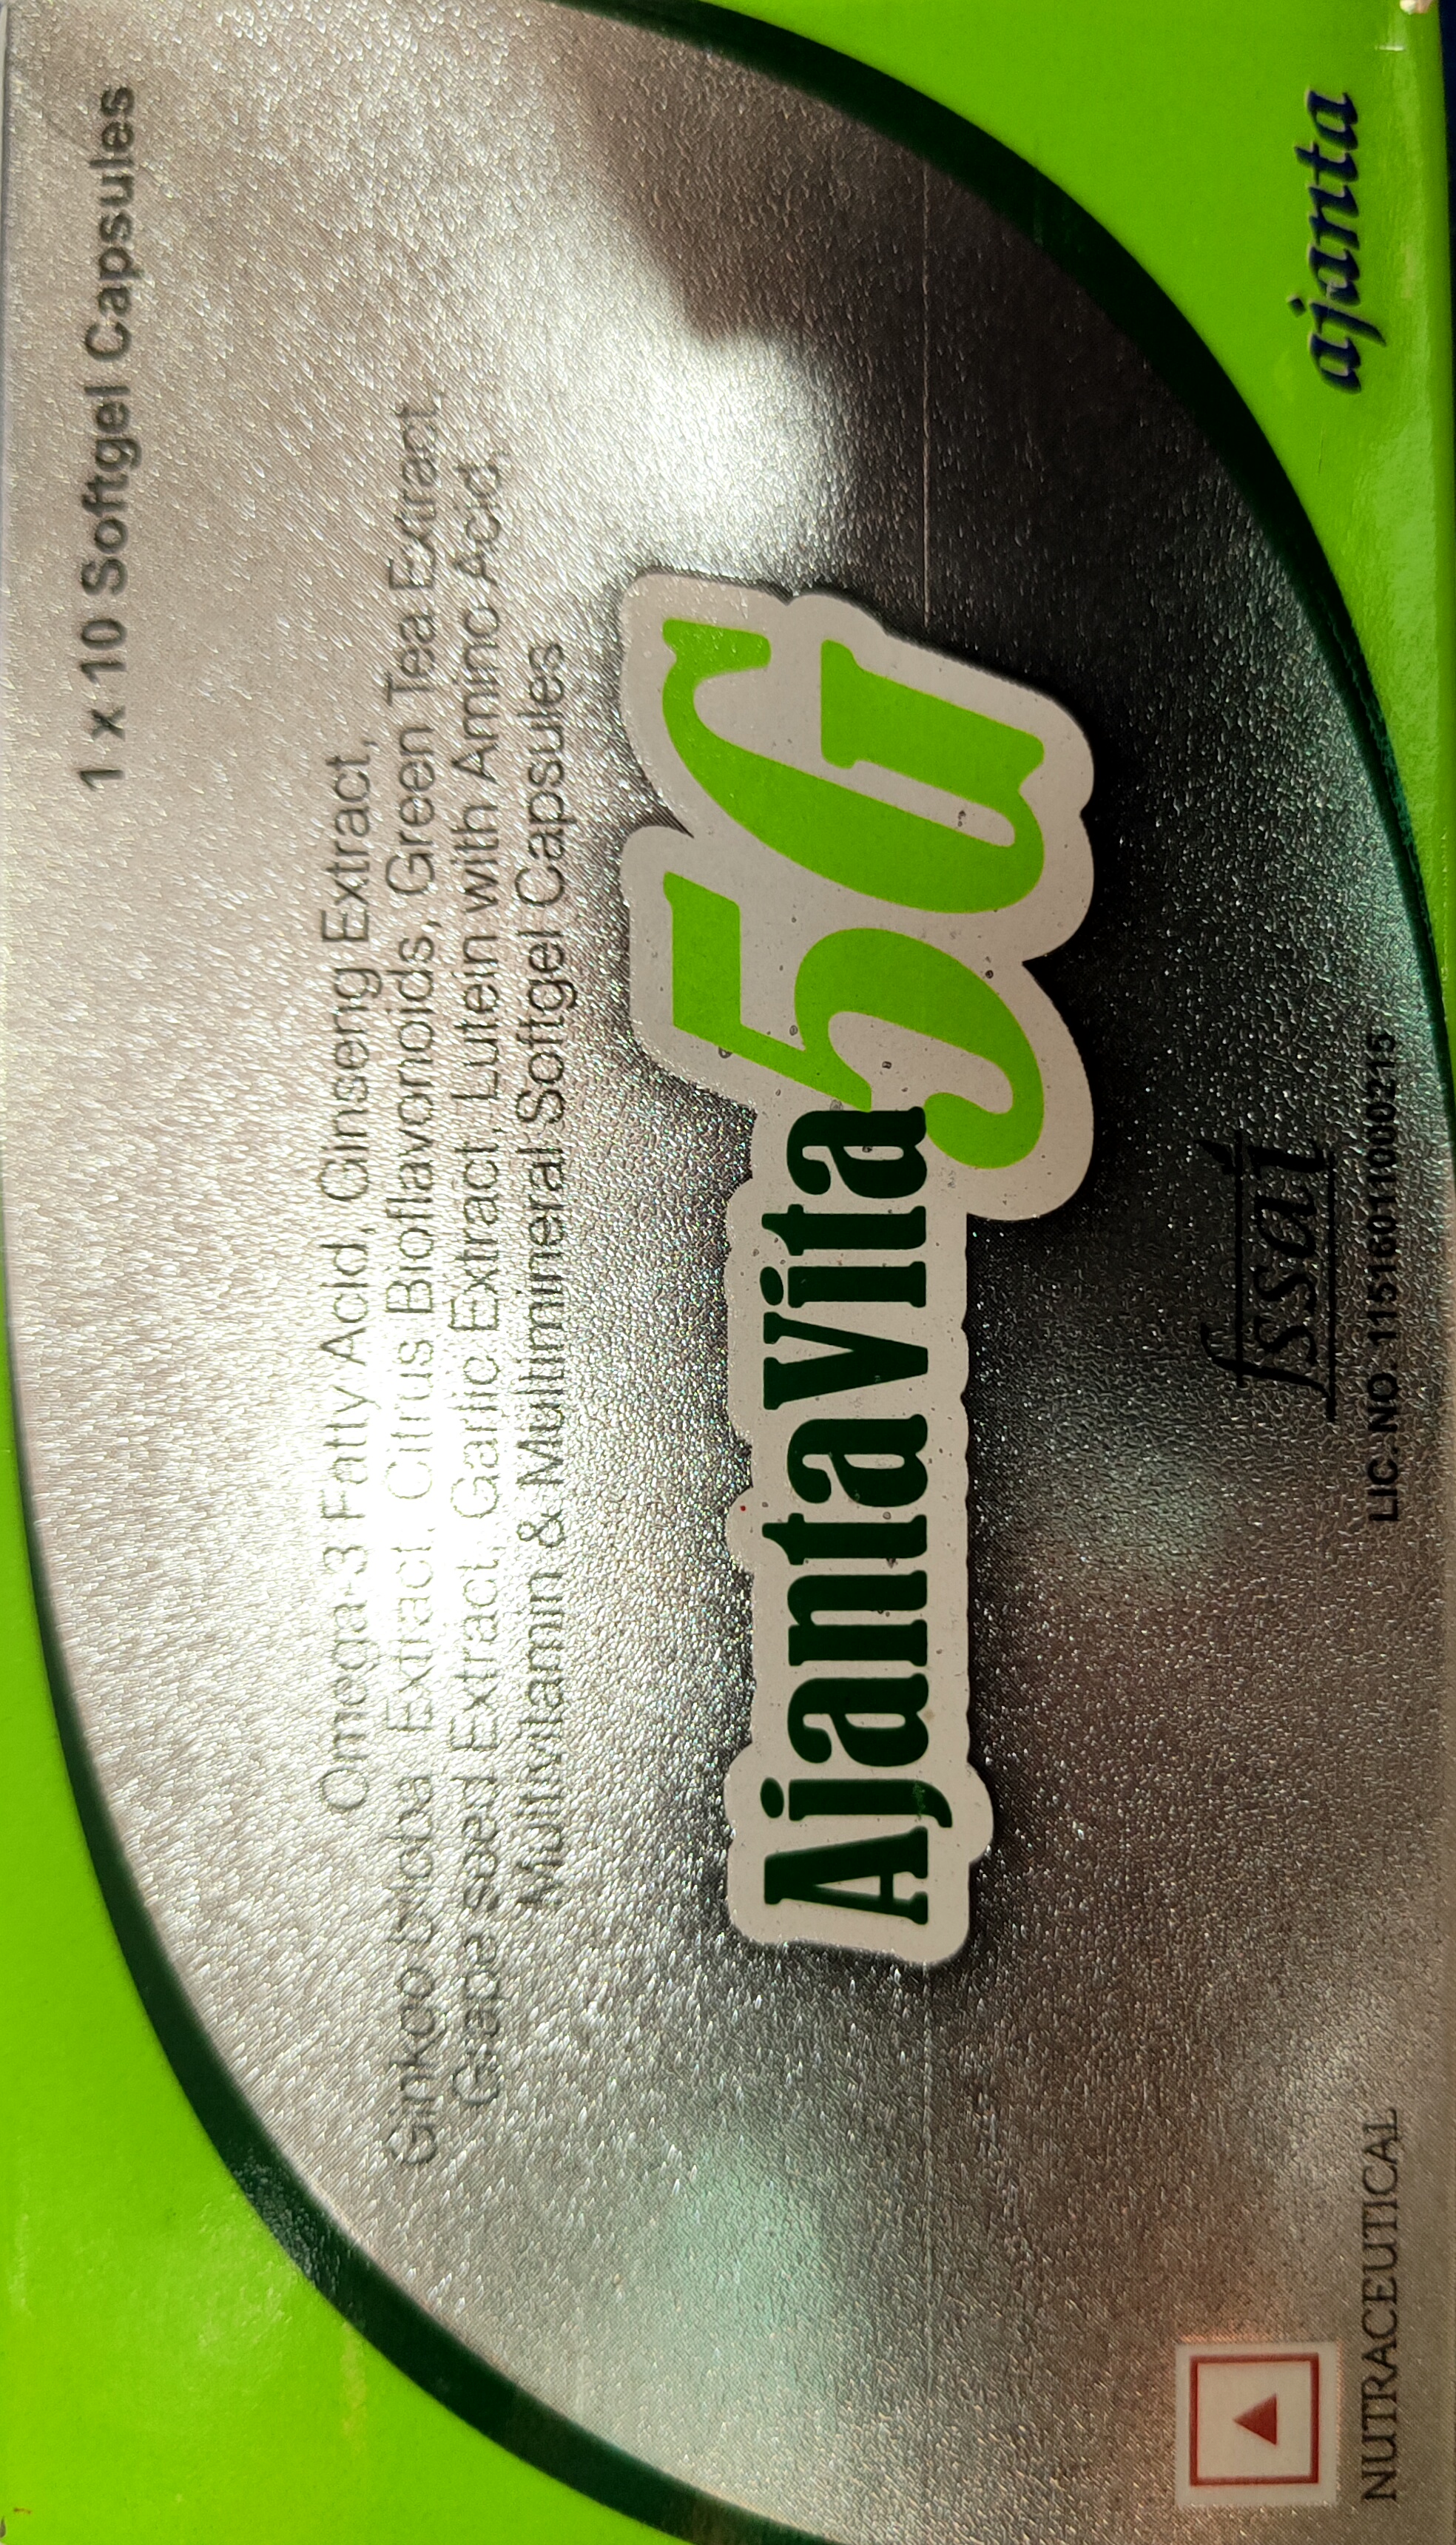 1 x 10 Softgel Capsules
Omega-3 Fatty Acid, Ginseng Extract,
Ginkgo biloba Extract, Citrus Bioflavonoids, Green Tea Extract,
Grape seed Extract, Garlic Extract, Lutein with Amino Acid,
Multivitamin & Multimineral Softgel Capsules
Ajantavita 5G
fssai
LIC. NO. 11516011000215
NUTRACEUTICAL
ajanta